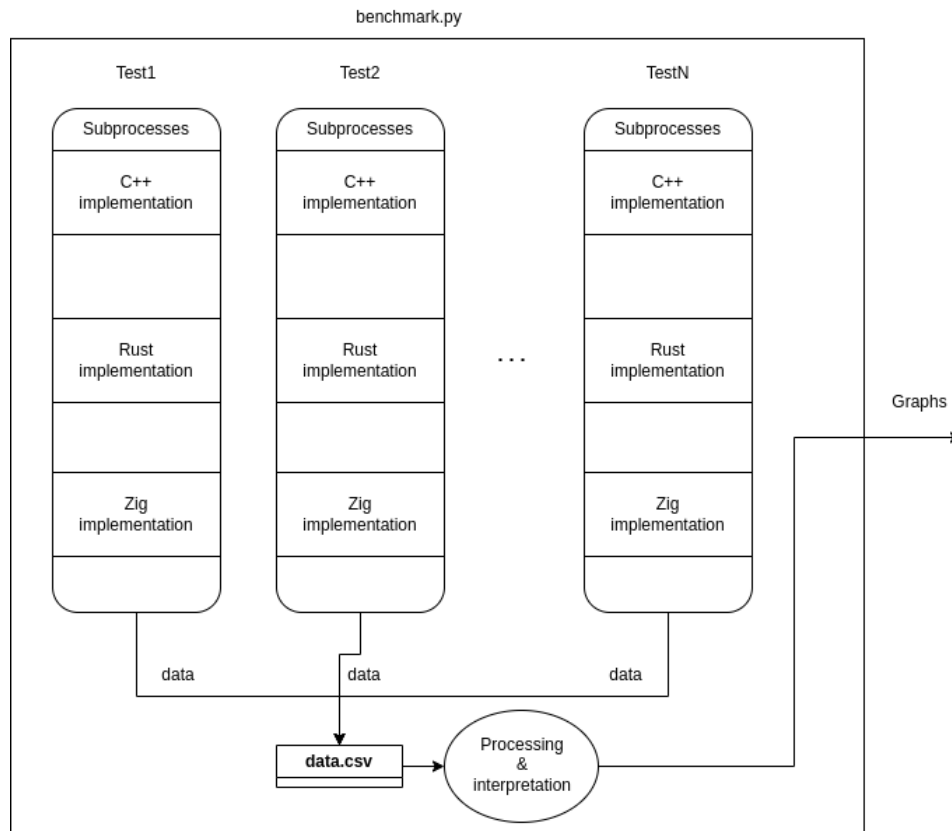 benchmark.py
Test1
Test2
TestN
Subprocesses
Subprocesses
Subprocesses
C++
implementation
C++
implementation
C++
implementation
Rust
implementation
Rust
implementation
...
Rust
implementation
Graphs
Zig
implementation
Zig
implementation
Zig
implementation
data
data
data
data.csv
Processing
&
interpretation